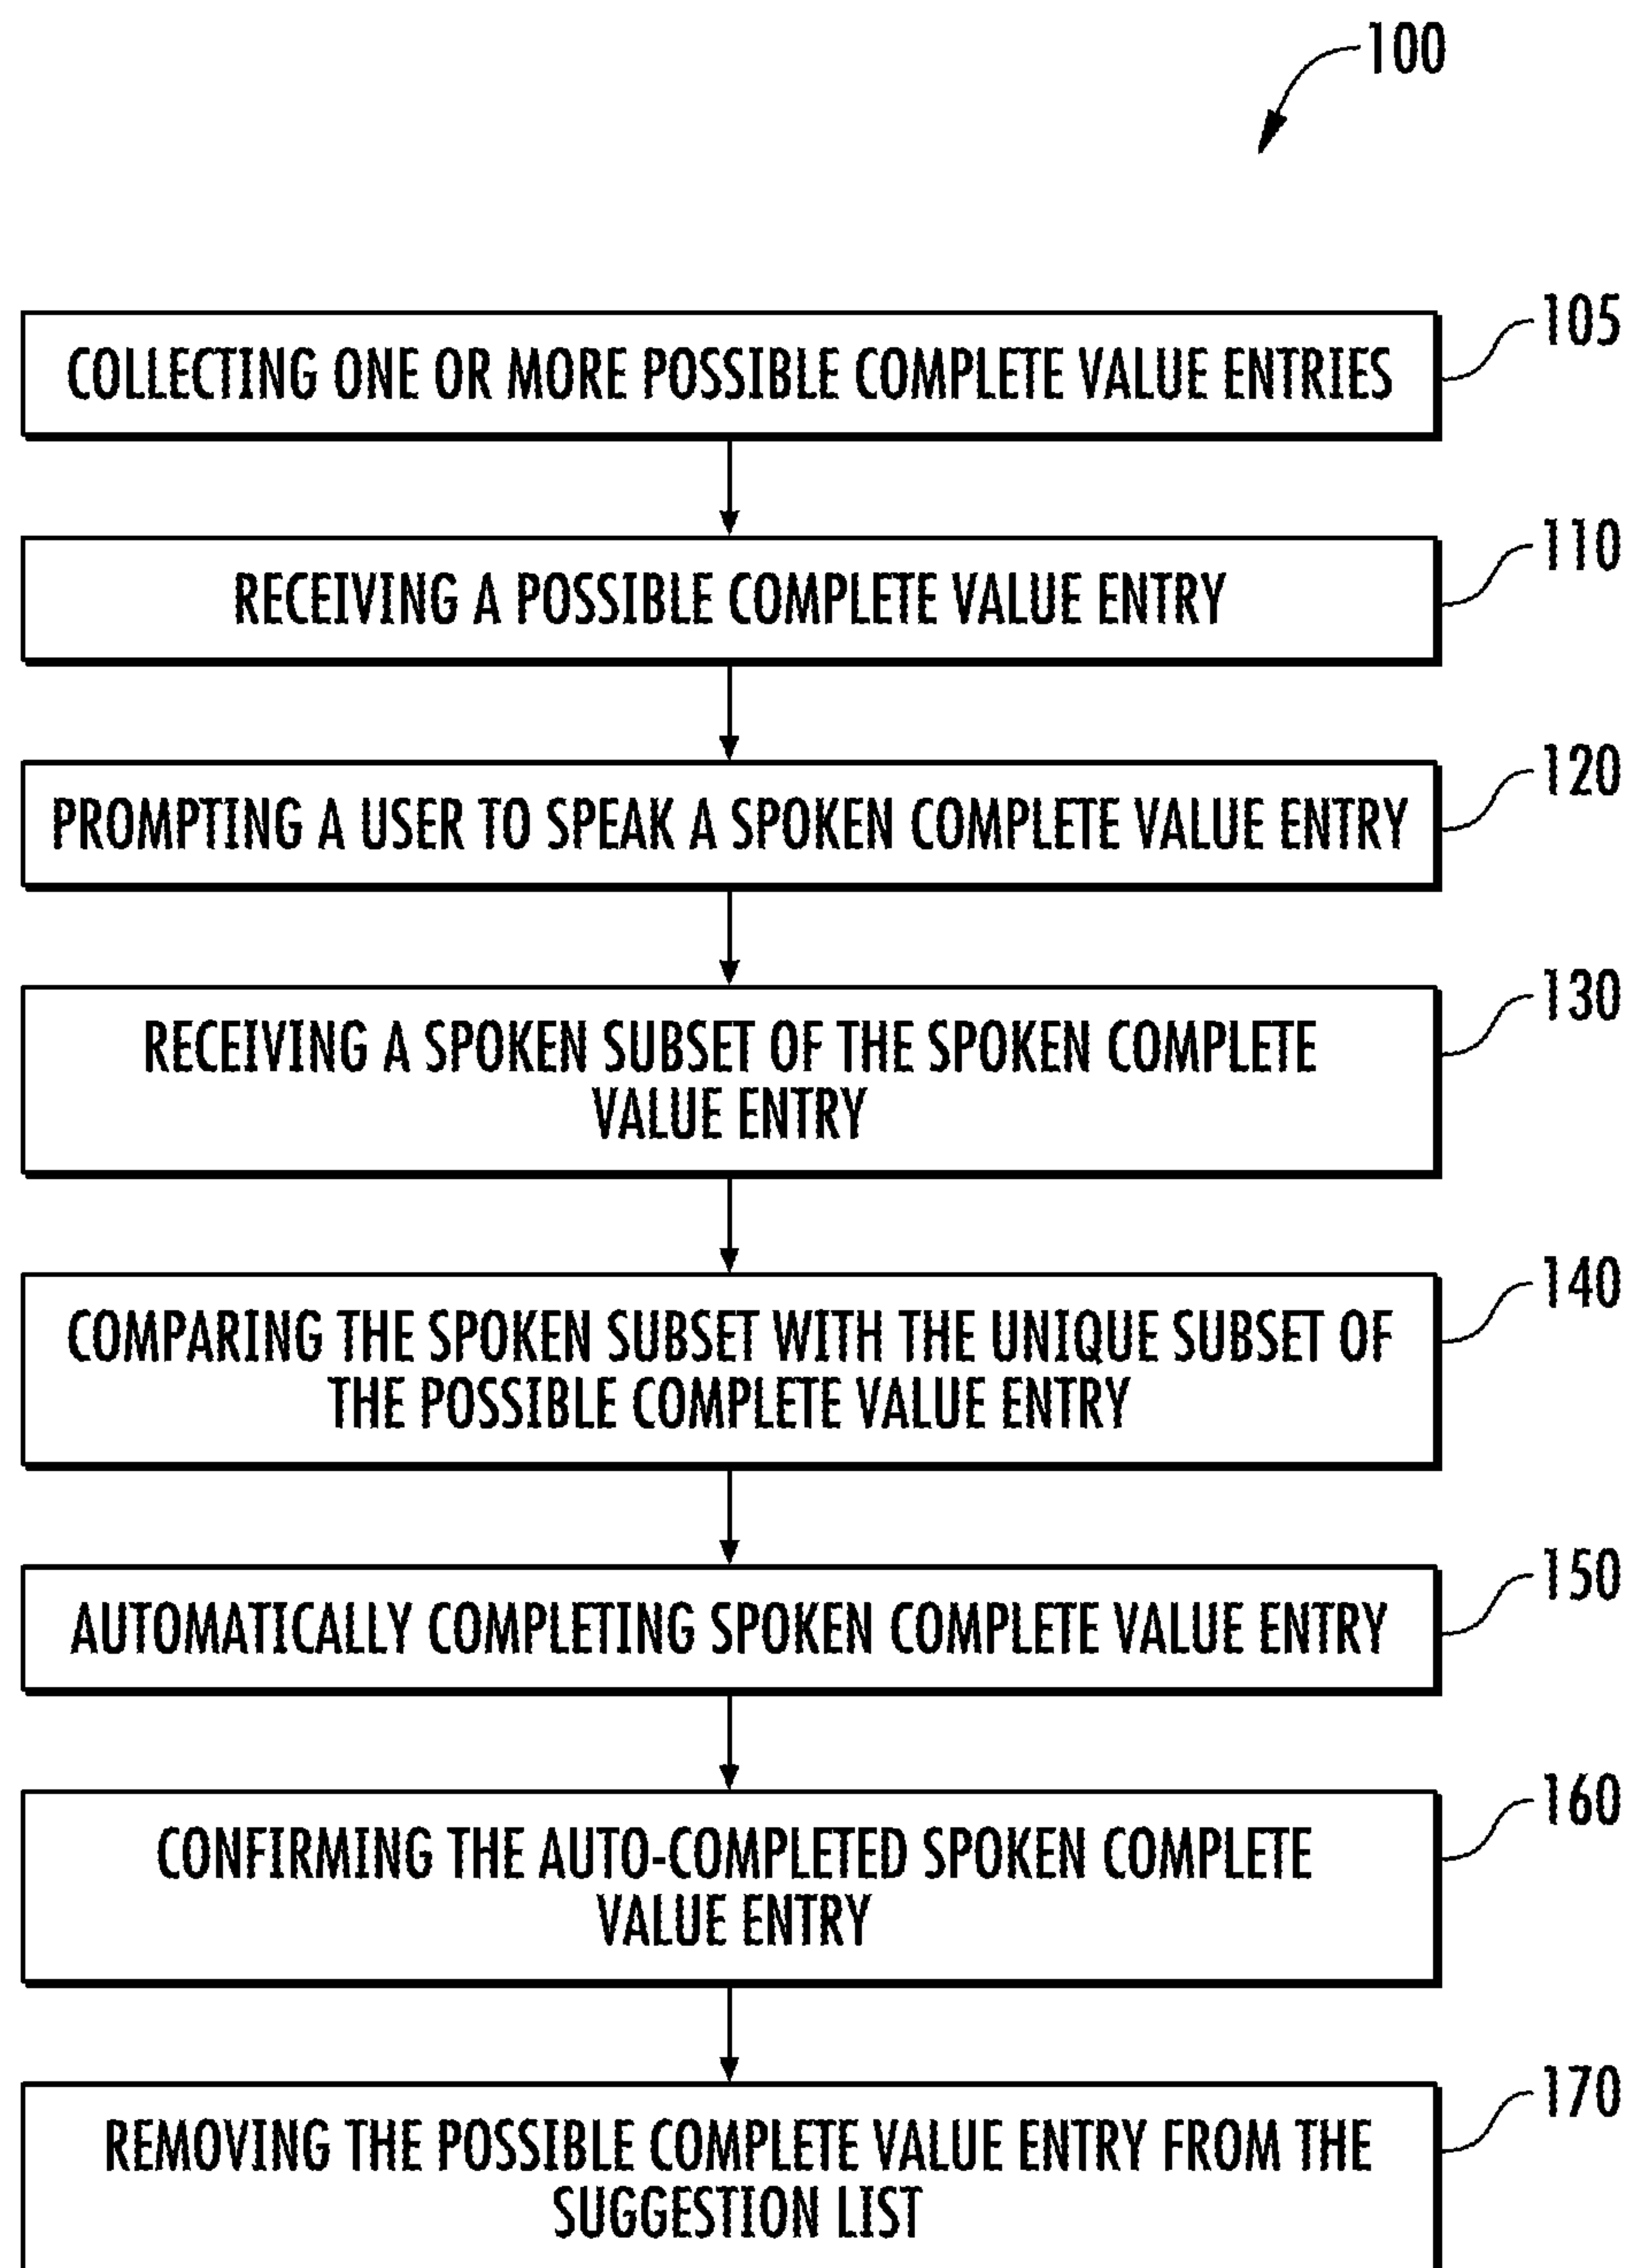 100
COLLECTING ONE OR MORE POSSIBLE COMPLETE VALUE ENTRIES
105
RECEIVING A POSSIBLE COMPLETE VALUE ENTRY
110
PROMPTING A USER TO SPEAK A SPOKEN COMPLETE VALUE ENTRY
120
RECEIVING A SPOKEN SUBSET OF THE SPOKEN COMPLETE
VALUE ENTRY
130
COMPARING THE SPOKEN SUBSET WITH THE UNIQUE SUBSET OF
THE POSSIBLE COMPLETE VALUE ENTRY
140
AUTOMATICALLY COMPLETING SPOKEN COMPLETE VALUE ENTRY
150
CONFIRMING THE AUTO-COMPLETED SPOKEN COMPLETE
VALUE ENTRY
160
REMOVING THE POSSIBLE COMPLETE VALUE ENTRY FROM THE
SUGGESTION LIST
170